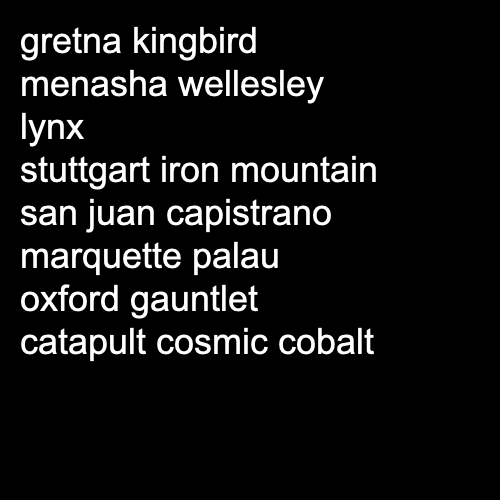 gretna kingbird
menasha wellesley
lynx
stuttgart iron mountain
san juan capistrano
marquette palau
oxford gauntlet
catapult cosmic cobalt